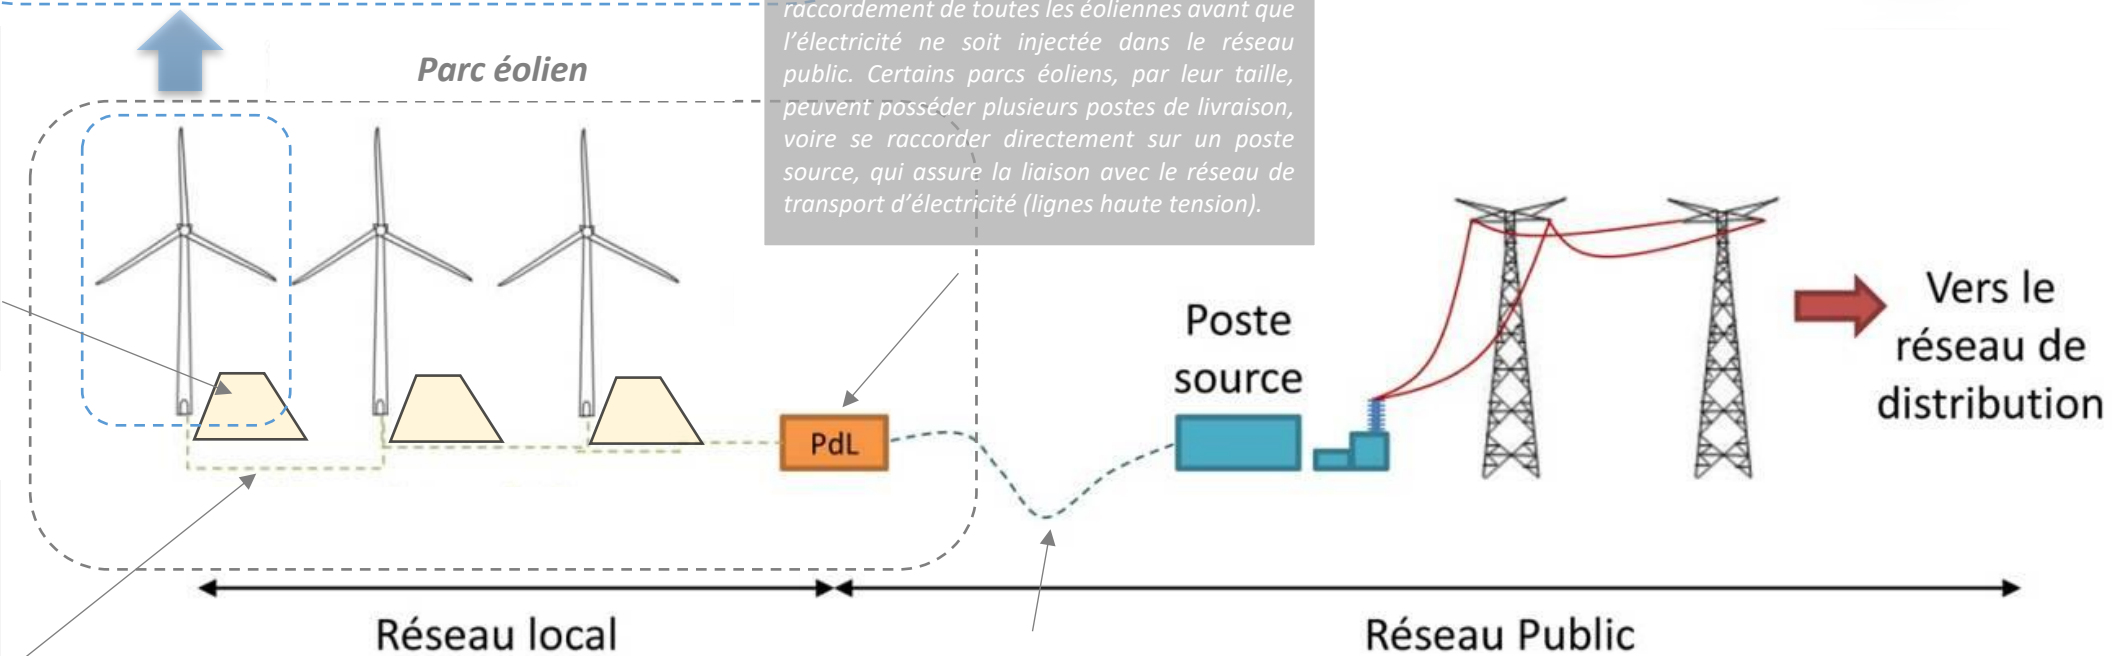 raccordement de toutes les éoliennes avant que
l’électricité ne soit injectée dans le réseau
public. Certains parcs éoliens, par leur taille,
peuvent posséder plusieurs postes de livraison,
voire se raccorder directement sur un poste
source, qui assure la liaison avec le réseau de
transport d’électricité (lignes haute tension).
Parc éolien
Poste
source
Vers le
réseau de
distribution
PdL
Réseau local
Réseau Public